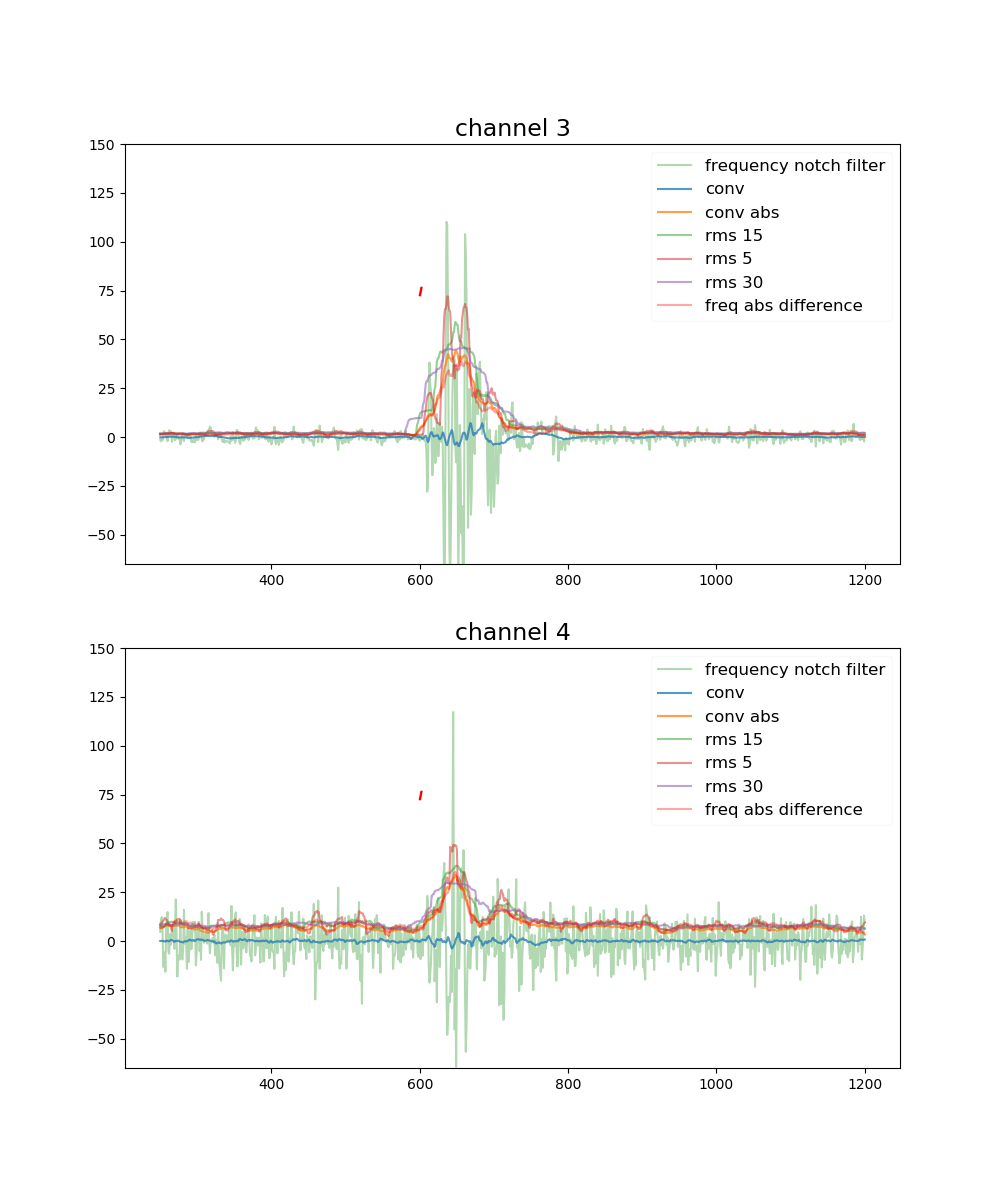 channel 3
150
125
100
75
50
25
0
−25
−50
400 600 800 1000 1200
frequency notch filter
conv
conv abs
rms 15
rms 5
rms 30
freq abs difference
channel 4
150
125
100
75
50
25
0
−25
−50
400 600 800 1000 1200
frequency notch filter
conv
conv abs
rms 15
rms 5
rms 30
freq abs difference